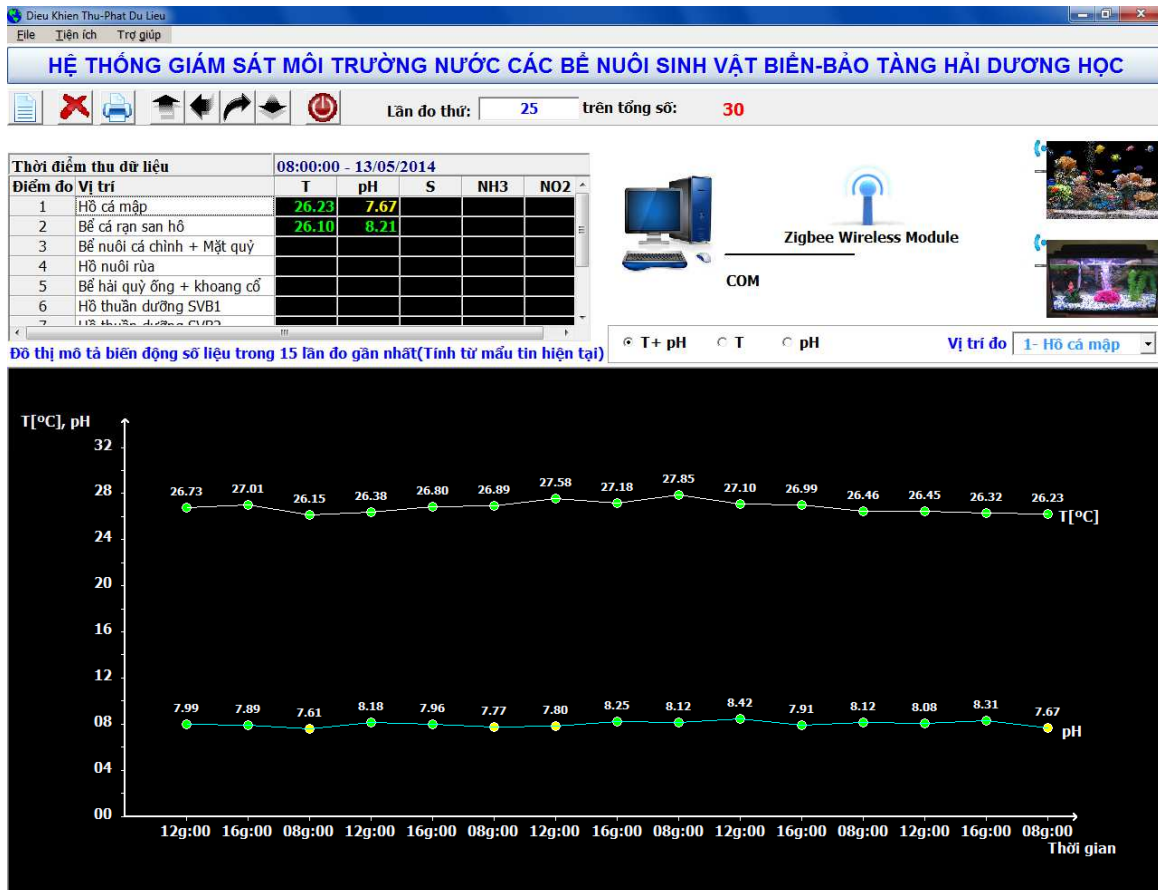 Dieu Khien Thu-Phat Du Lieu
File Tiện ích Trợ giúp
HỆ THỐNG GIÁM SÁT MÔI TRƯỜNG NƯỚC CÁC BỂ NUÔI SINH VẬT BIỂN-BẢO TÀNG HẢI DƯƠNG HỌC
Lần đo thứ: 25 trên tổng số: 30
Thời điểm thu dữ liệu 08:00:00 - 13/05/2014
Điểm đo Vị trí T pH S NH3 NO2
1 Hồ cá mập 26.23 7.67
2 Bể cá rạn san hô 26.10 8.21
3 Bể nuôi cá chình + Mặt quỷ
4 Hồ nuôi rùa
5 Bể hải quỳ ống + khoang cổ
6 Hồ thuần dưỡng SVB1
7 Hồ thuần dưỡng SVB2
Zigbee Wireless Module
COM
Đồ thị mô tả biến động số liệu trong 15 lần đo gần nhất(Tính từ mẩu tin hiện tại)
T+ pH T pH Vị trí đo 1- Hồ cá mập
T[ºC], pH
32
28
24
20
16
12
08
04
00
26.73 27.01 26.15 26.38 26.80 26.89 27.58 27.18 27.85 27.10 26.99 26.46 26.45 26.32 26.23
T[ºC]
7.99 7.89 7.61 8.18 7.96 7.77 7.80 8.25 8.12 8.42 7.91 8.12 8.08 8.31 7.67
pH
12g:00 16g:00 08g:00 12g:00 16g:00 08g:00 12g:00 16g:00 08g:00 12g:00 16g:00 08g:00 12g:00 16g:00 08g:00
Thời gian